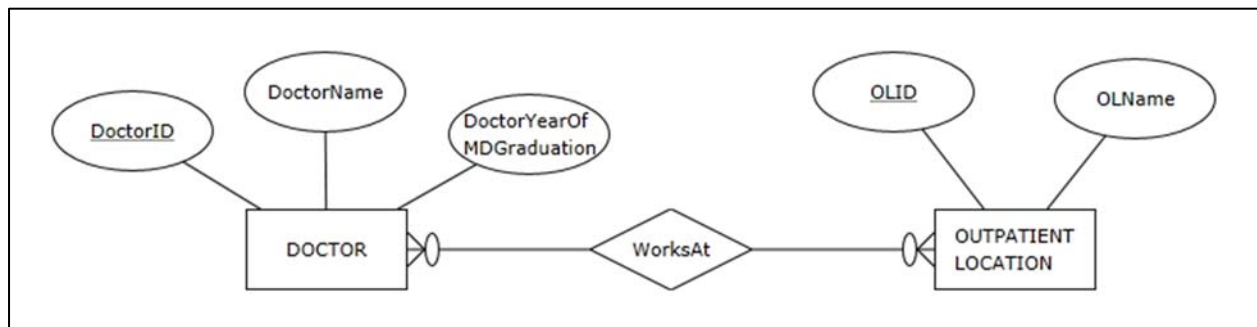 DoctorID
DoctorName
DoctorYearOf
MDGraduation
OLID
OLName
DOCTOR
WorksAt
OUTPATIENT
LOCATION